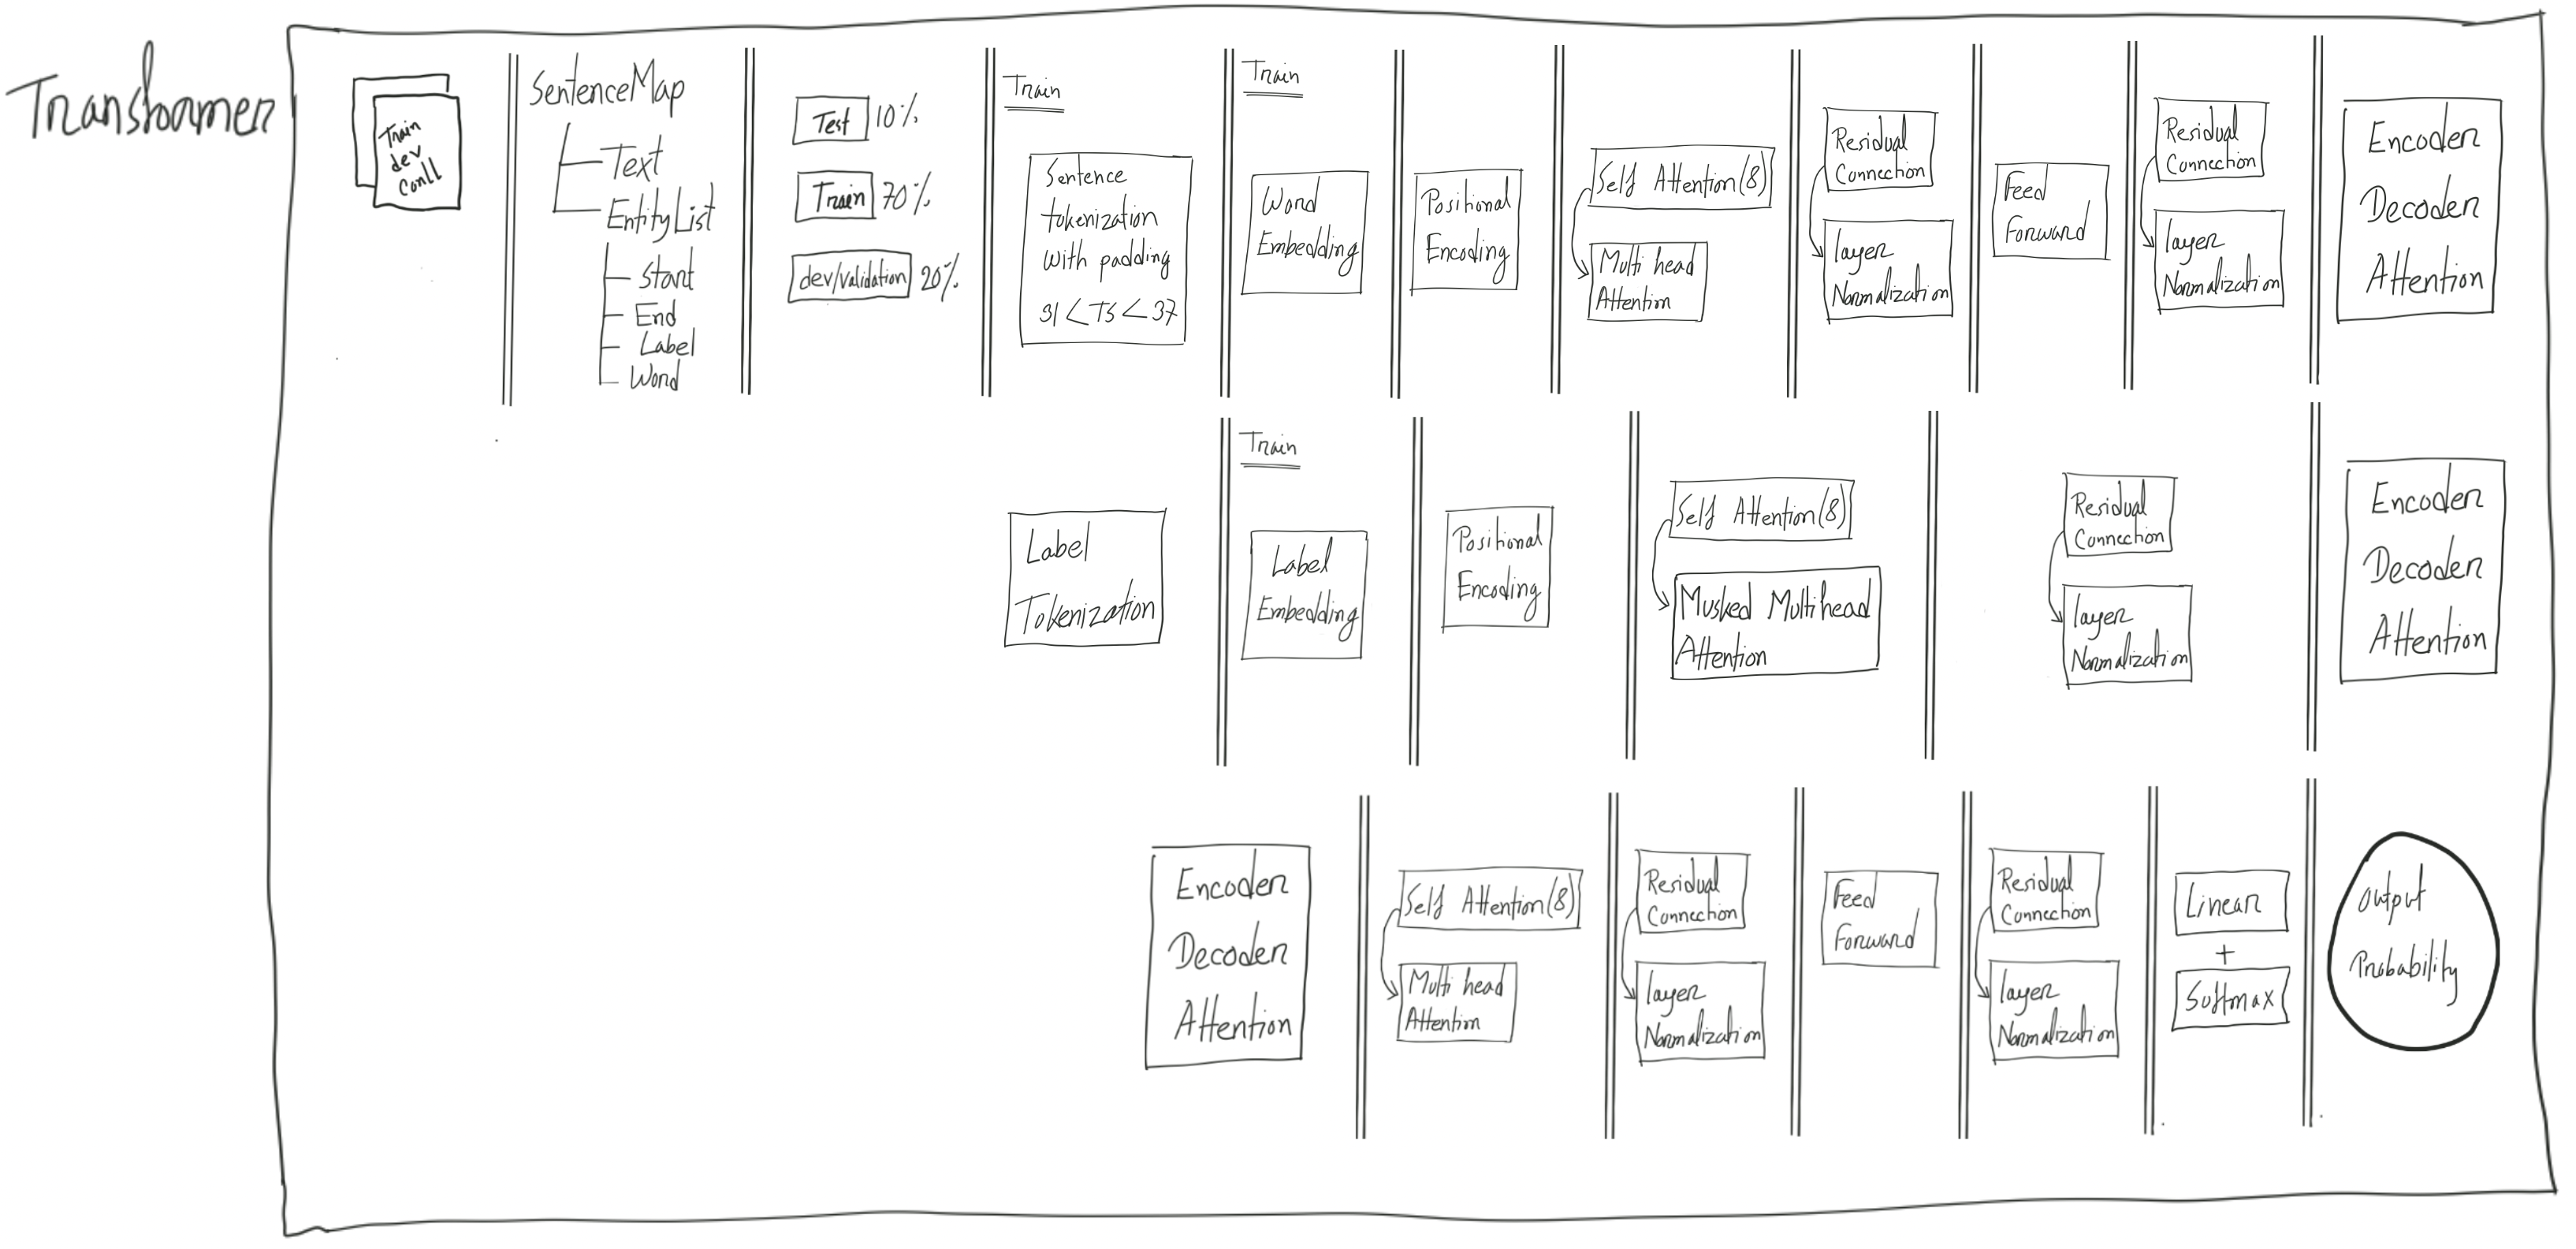 Transformer
Train
dev
Conll
SentenceMap
Text
EntityList
Start
End
Label
Word
Test 10%
Train 70%
dev/validation 20%
Train
Sentence
tokenization
with padding
31 < TS < 37
Train
Word
Embedding
Positional
Encoding
Self Attention(8)
Multi head
Attention
Residual
Connection
layer
Normalization
Feed
Forward
Residual
Connection
layer
Normalization
Encoder
Decoder
Attention
Label
Tokenization
Train
Label
Embedding
Positional
Encoding
Self Attention(8)
Musked Multihead
Attention
Residual
Connection
layer
Normalization
Encoder
Decoder
Attention
Encoder
Decoder
Attention
Self Attention(8)
Multi head
Attention
Residual
Connection
layer
Normalization
Feed
Forward
Residual
Connection
layer
Normalization
Linear
+
Softmax
Output
Probability